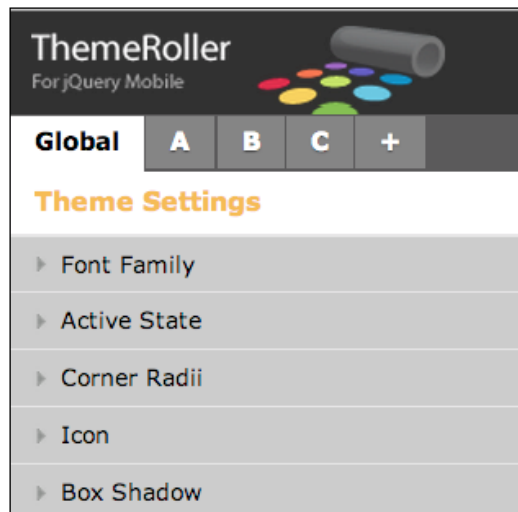 ThemeRoller
For jQuery Mobile
Global A B C +
Theme Settings
Font Family
Active State
Corner Radii
Icon
Box Shadow